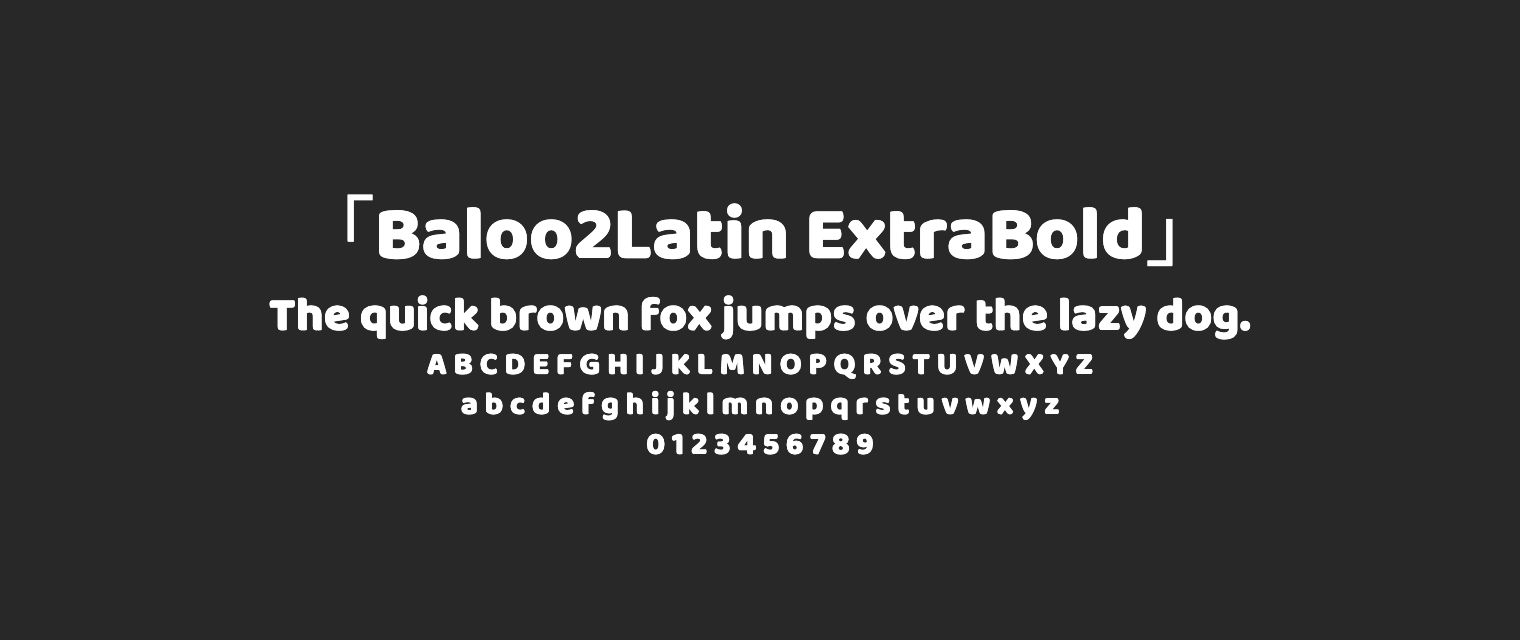 「Baloo2Latin ExtraBold」
The quick brown fox jumps over the lazy dog.
A B C D E F G H I J K L M N O P Q R S T U V W X Y Z
a b c d e f g h i j k l m n o p q r s t u v w x y z
0 1 2 3 4 5 6 7 8 9